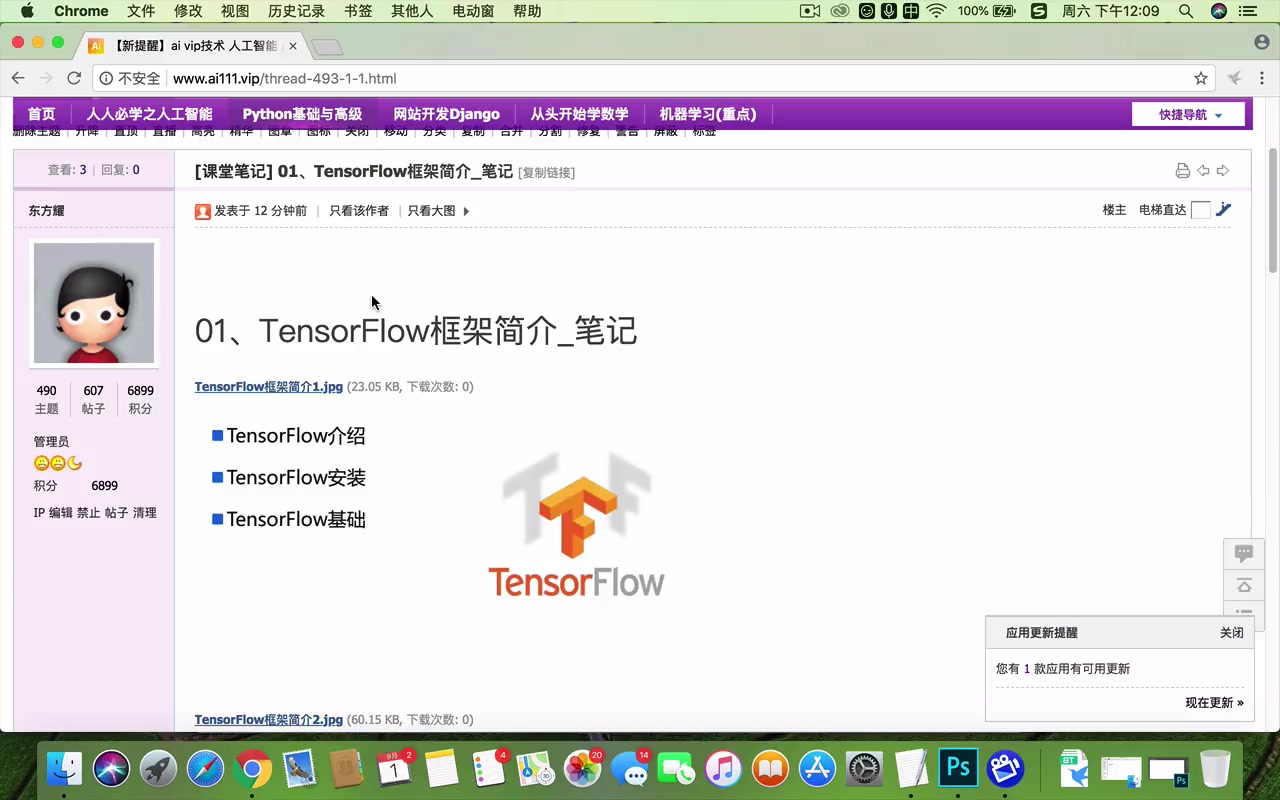 Chrome 文件 修改 视图 历史记录 书签 其他人 电动窗 帮助 100% 周六 下午12:09
【新提醒】ai vip技术 人工智能
不安全 www.ai111.vip/thread-493-1-1.html
首页 人人必学之人工智能 Python基础与高级 网站开发Django 从头开始学数学 机器学习(重点) 快捷导航
删除主题 升降 置顶 直播 高亮 精华 图章 图标 关闭 移动 分类 复制 合并 分割 修复 警告 屏蔽 标签
查看: 3 | 回复: 0
[课堂笔记] 01、TensorFlow框架简介_笔记 [复制链接]
东方耀
发表于 12 分钟前 | 只看该作者 | 只看大图
楼主 电梯直达
01、TensorFlow框架简介_笔记
TensorFlow框架简介1.jpg (23.05 KB, 下载次数: 0)
490 607 6899
主题 帖子 积分
管理员
积分 6899
IP 编辑 禁止 帖子 清理
TensorFlow介绍
TensorFlow安装
TensorFlow基础
TensorFlow
应用更新提醒 关闭
您有 1 款应用有可用更新
现在更新 »
TensorFlow框架简介2.jpg (60.15 KB, 下载次数: 0)
9月 2 4 20 14
1
Ps